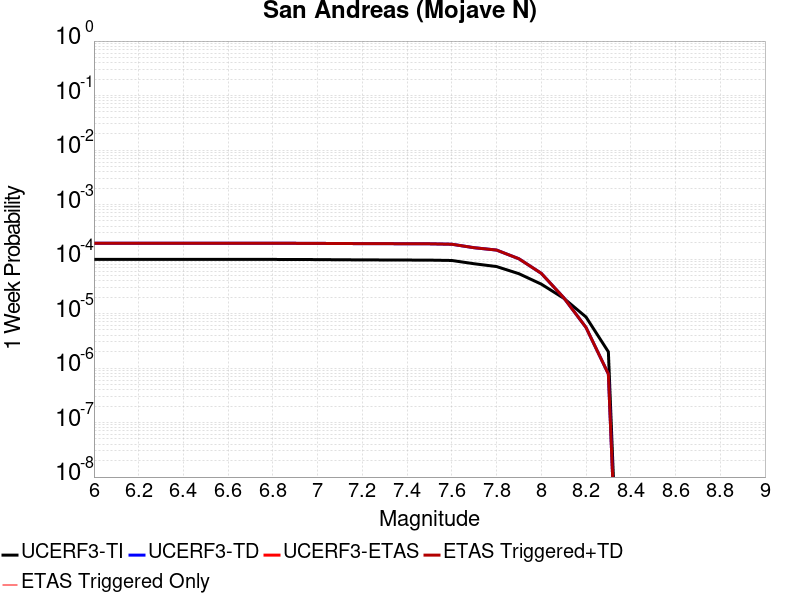 San Andreas (Mojave N)
10^0
10^-1
10^-2
10^-3
10^-4
10^-5
10^-6
10^-7
10^-8
1 Week Probability
6 6.2 6.4 6.6 6.8 7 7.2 7.4 7.6 7.8 8 8.2 8.4 8.6 8.8 9
Magnitude
UCERF3-TI UCERF3-TD UCERF3-ETAS ETAS Triggered+TD
ETAS Triggered Only